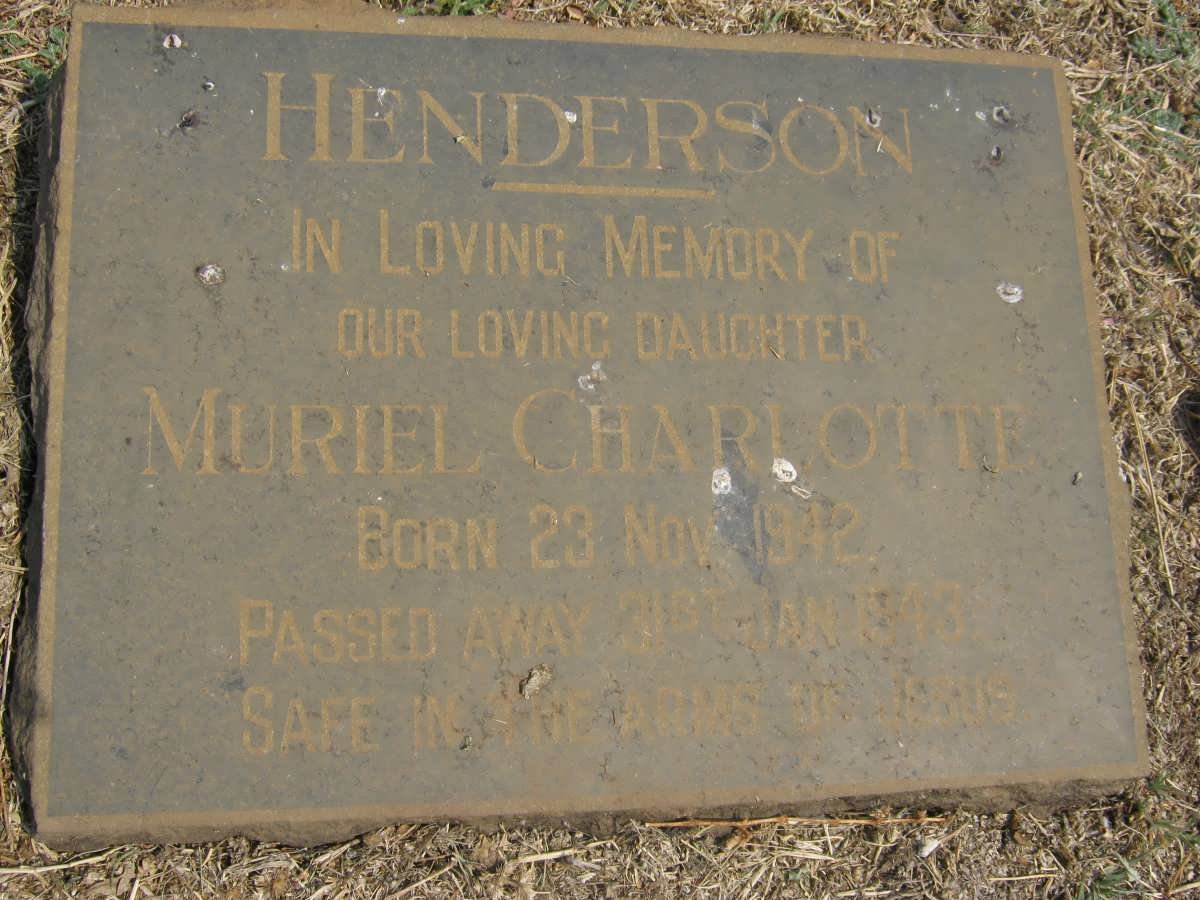 HENDERSON
IN LOVING MEMORY OF
OUR LOVING DAUGHTER
MURIEL CHARLOTTE
BORN 23 NOV. 1942.
PASSED AWAY 31ST JAN. 1943.
SAFE IN THE ARMS OF JESUS.